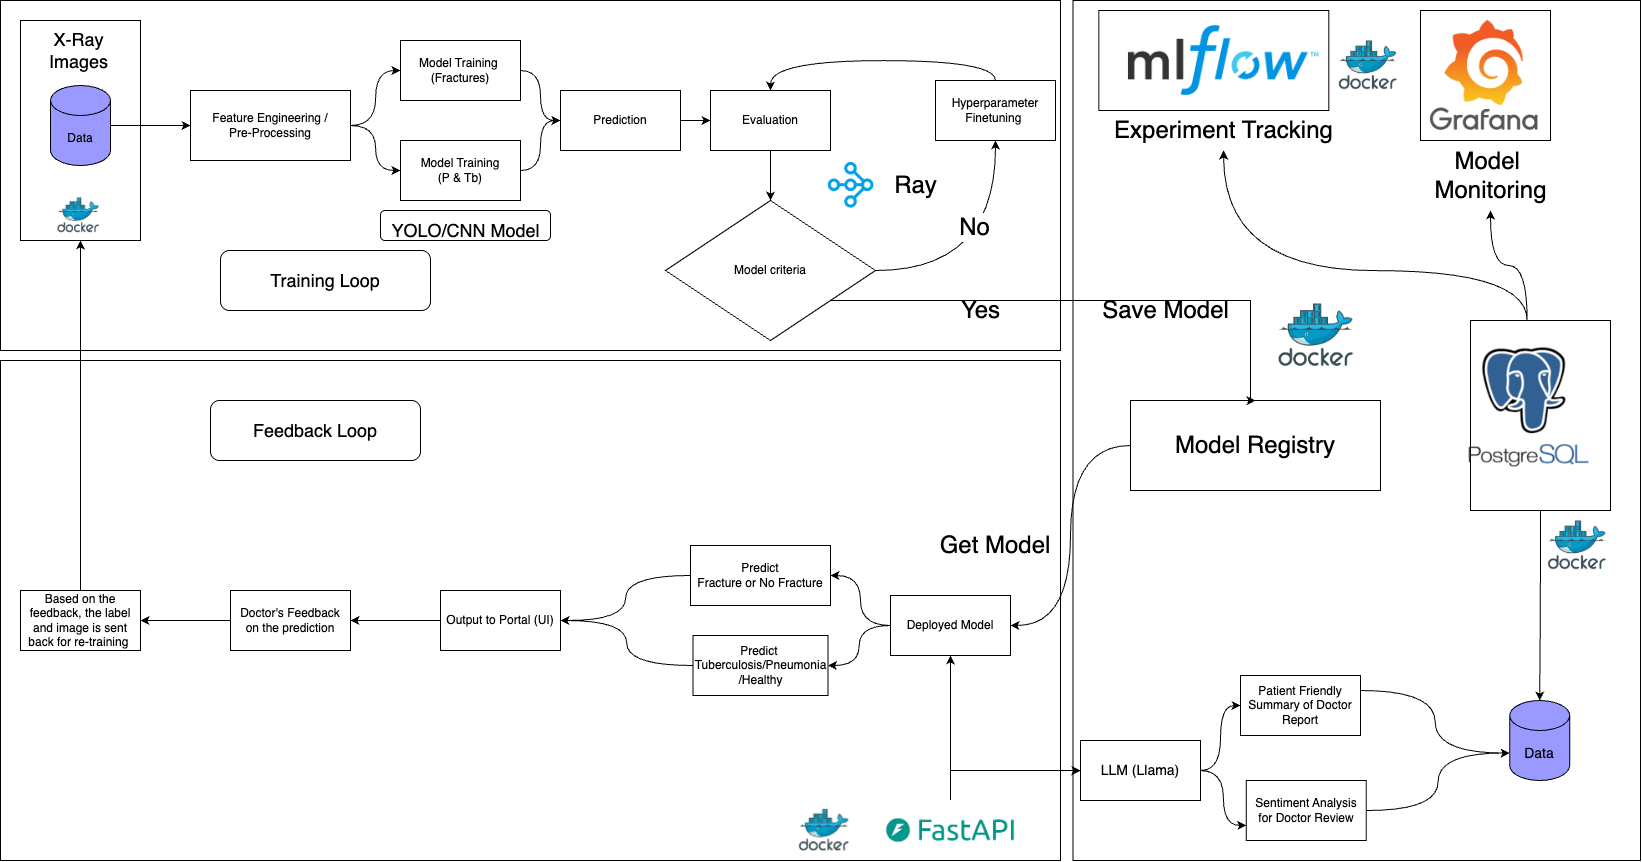 X-Ray
Images
Data
docker
Feature Engineering /
Pre-Processing
Model Training
(Fractures)
Model Training
(P & Tb)
YOLO/CNN Model
Training Loop
Prediction
Evaluation
Hyperparameter
Finetuning
Ray
No
Model criteria
Yes
Save Model
mlflow™
docker
Experiment Tracking
Grafana
Model
Monitoring
docker
Model Registry
PostgreSQL
docker
Feedback Loop
Get Model
Based on the
feedback, the label
and image is sent
back for re-training
Doctor's Feedback
on the prediction
Output to Portal (UI)
Predict
Fracture or No Fracture
Predict
Tuberculosis/Pneumonia
/Healthy
Deployed Model
docker
FastAPI
LLM (Llama)
Patient Friendly
Summary of Doctor
Report
Sentiment Analysis
for Doctor Review
Data